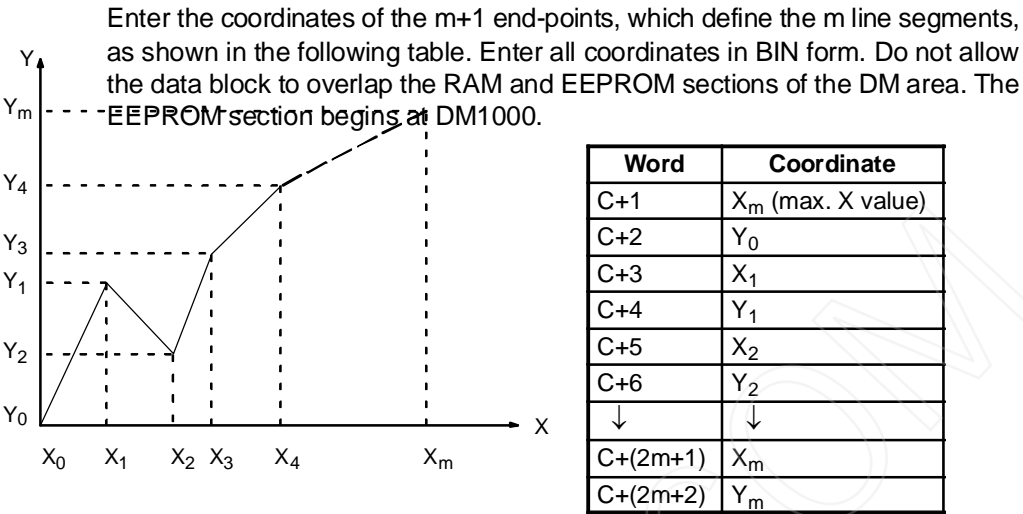 Enter the coordinates of the m+1 end-points, which define the m line segments,
as shown in the following table. Enter all coordinates in BIN form. Do not allow
the data block to overlap the RAM and EEPROM sections of the DM area. The
EEPROM section begins at DM1000.
Y
Ym
Y4
Y3
Y1
Y2
Y0
X
X0 X1 X2 X3 X4 Xm
Word Coordinate
C+1 Xm (max. X value)
C+2 Y0
C+3 X1
C+4 Y1
C+5 X2
C+6 Y2
↓ ↓
C+(2m+1) Xm
C+(2m+2) Ym